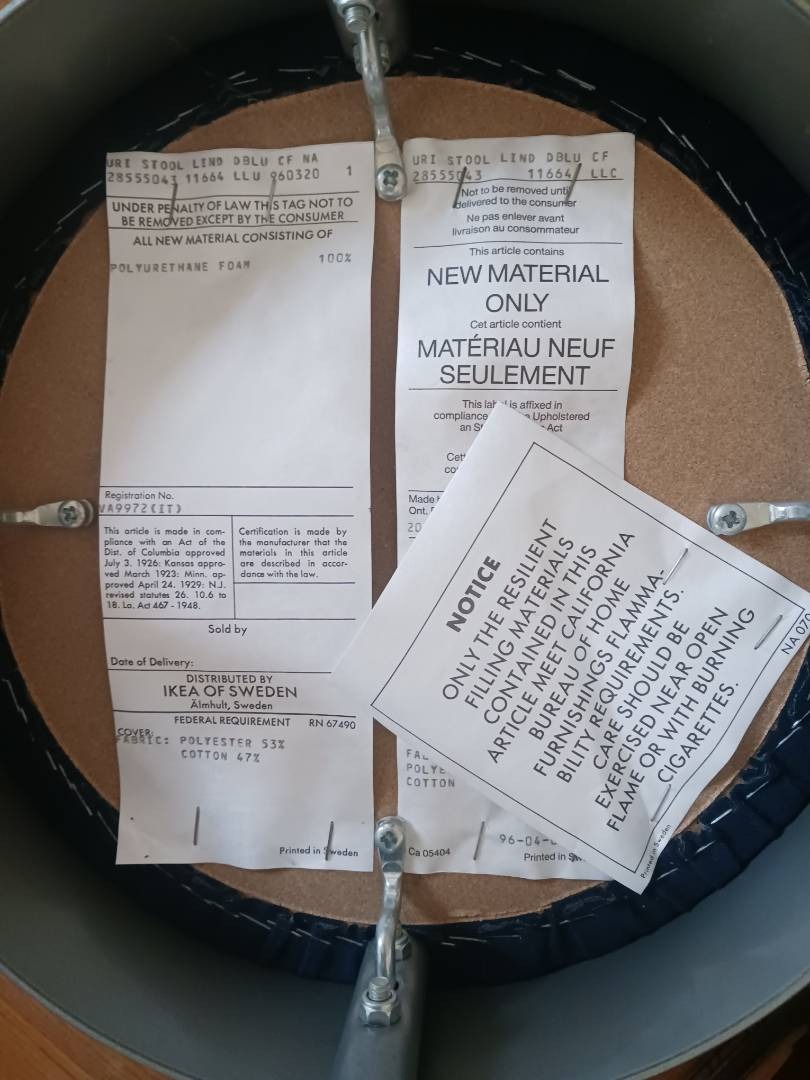 URI STOOL LIND DBLU CF NA
28555043 11664 LLU 960320 1
UNDER PENALTY OF LAW THIS TAG NOT TO
BE REMOVED EXCEPT BY THE CONSUMER
ALL NEW MATERIAL CONSISTING OF
POLYURETHANE FOAM 100%
Registration No.
VA9972(IT)
This article is made in com-
pliance with an Act of the
Dist. of Columbia approved
July 3. 1926: Kansas appro-
ved March 1923: Minn. ap-
proved April 24. 1929: N.J.
revised statutes 26. 10.6 to
18. La. Act 467 - 1948.
Certification is made by
the manufacturer that the
materials in this article
are described in accor-
dance with the law.
Sold by
Date of Delivery:
DISTRIBUTED BY
IKEA OF SWEDEN
Älmhult, Sweden
FEDERAL REQUIREMENT RN 67490
COVER:
FABRIC: POLYESTER 53%
COTTON 47%
Printed in Sweden
URI STOOL LIND DBLU CF
28555043 11664 LLC
Not to be removed until
delivered to the consumer
Ne pas enlever avant
livraison au consommateur
This article contains
NEW MATERIAL
ONLY
Cet article contient
MATÉRIAU NEUF
SEULEMENT
This label is affixed in
compliance Upholstered
an Act
Made
Ont.
20
POLYE
COTTON
96-04-
Ca 05404
Printed in Sw
NOTICE
ONLY THE RESILIENT
FILLING MATERIALS
CONTAINED IN THIS
ARTICLE MEET CALIFORNIA
BUREAU OF HOME
FURNISHINGS FLAMMA-
BILITY REQUIREMENTS.
CARE SHOULD BE
EXERCISED NEAR OPEN
FLAME OR WITH BURNING
CIGARETTES.
NA 070
Printed in Sweden